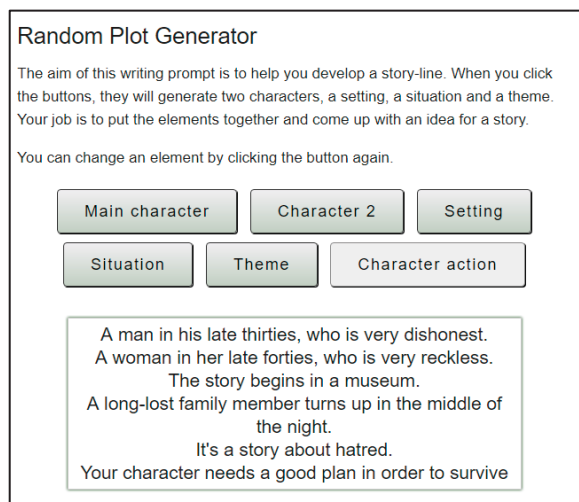 Random Plot Generator
The aim of this writing prompt is to help you develop a story-line. When you click
the buttons, they will generate two characters, a setting, a situation and a theme.
Your job is to put the elements together and come up with an idea for a story.
You can change an element by clicking the button again.
Main character
Character 2
Setting
Situation
Theme
Character action
A man in his late thirties, who is very dishonest.
A woman in her late forties, who is very reckless.
The story begins in a museum.
A long-lost family member turns up in the middle of
the night.
It's a story about hatred.
Your character needs a good plan in order to survive